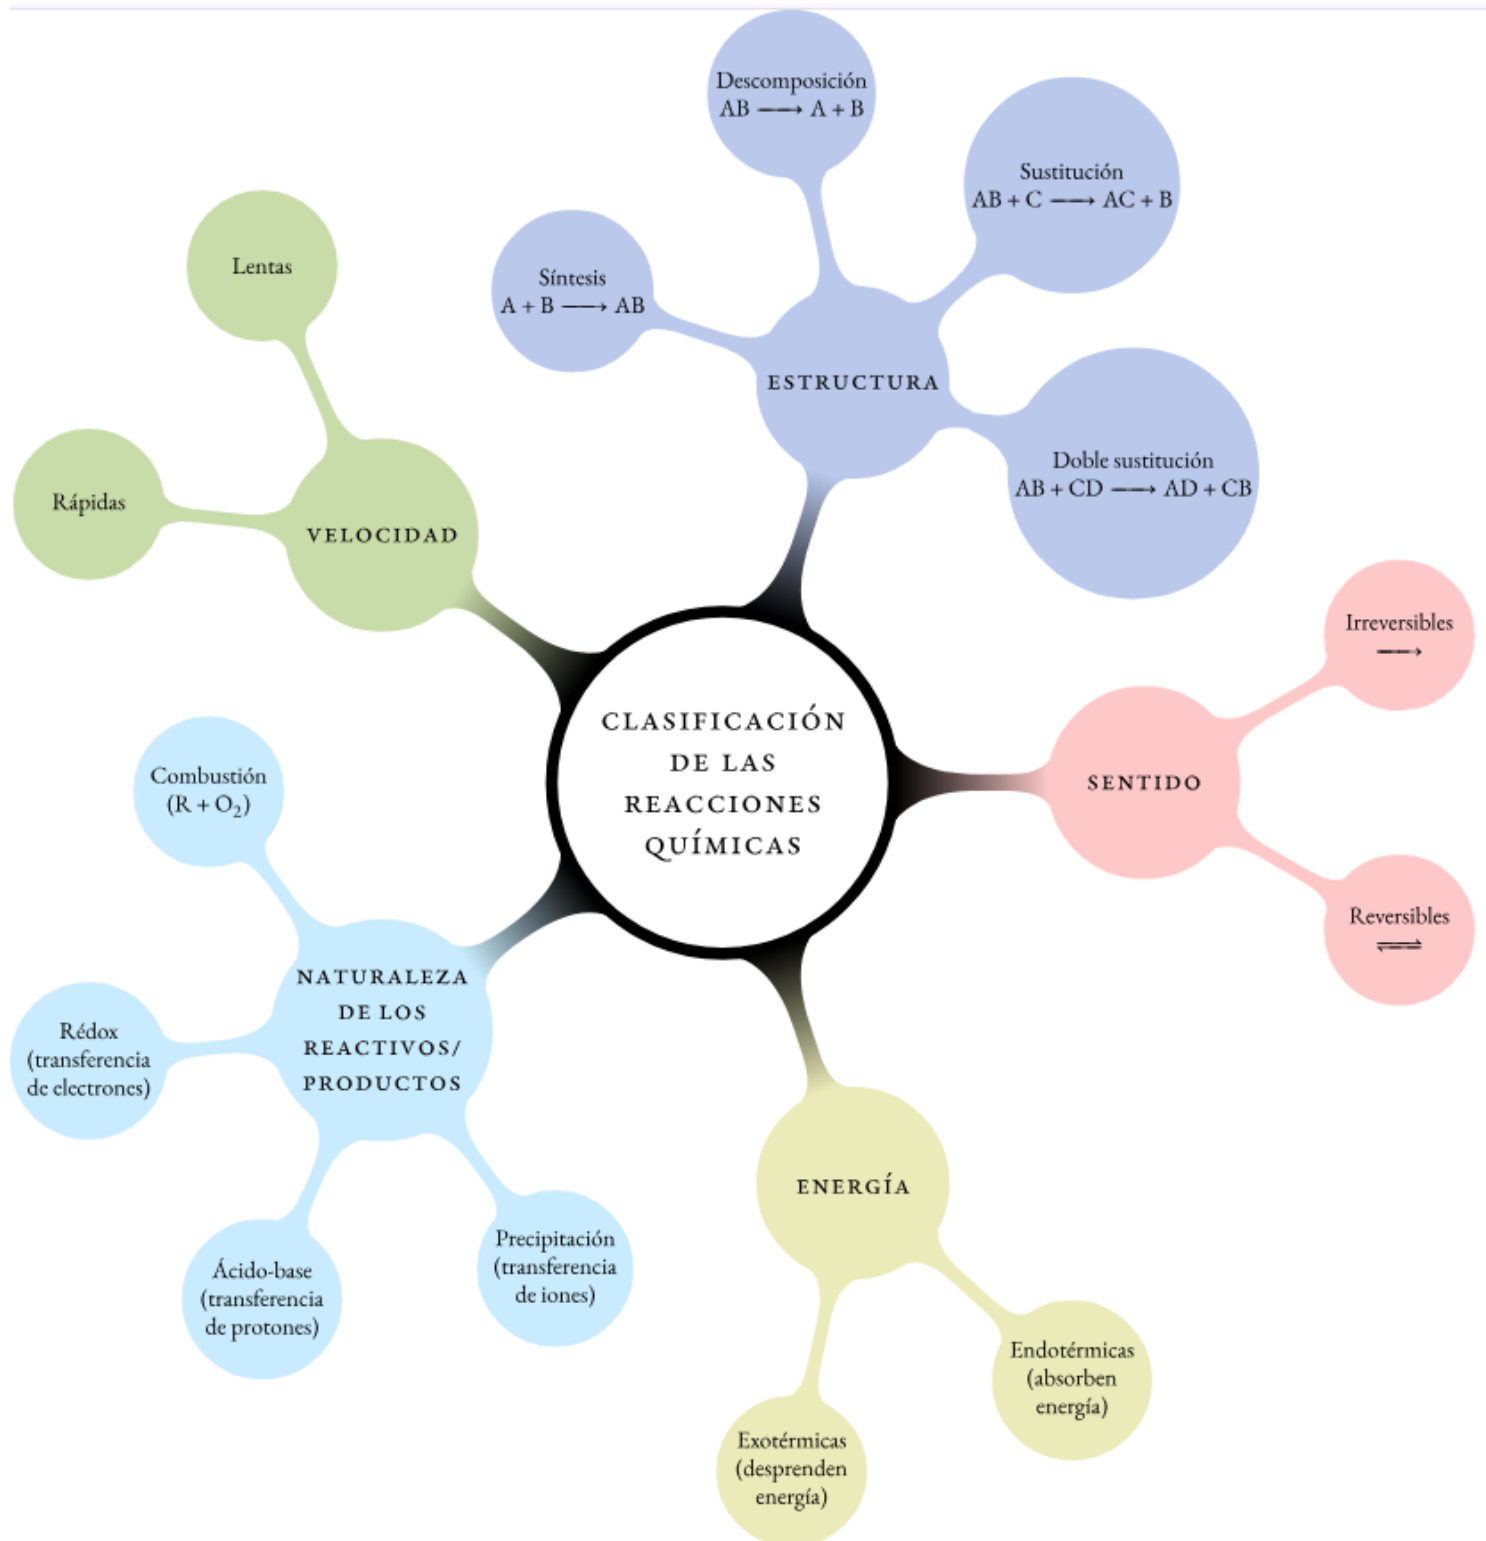 CLASIFICACIÓN
DE LAS
REACCIONES
QUÍMICAS
ESTRUCTURA
Síntesis
A + B ⟶ AB
Descomposición
AB ⟶ A + B
Sustitución
AB + C ⟶ AC + B
Doble sustitución
AB + CD ⟶ AD + CB
SENTIDO
Irreversibles
⟶
Reversibles
⇌
ENERGÍA
Endotérmicas
(absorben
energía)
Exotérmicas
(desprenden
energía)
NATURALEZA
DE LOS
REACTIVOS/
PRODUCTOS
Precipitación
(transferencia
de iones)
Ácido-base
(transferencia
de protones)
Rédox
(transferencia
de electrones)
Combustión
(R + O₂)
VELOCIDAD
Rápidas
Lentas